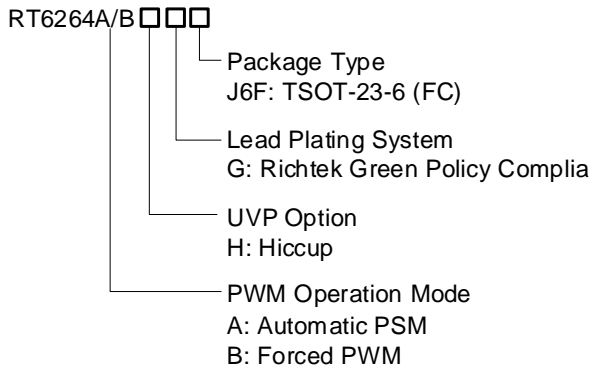 RT6264A/B□□□
Package Type
J6F: TSOT-23-6 (FC)
Lead Plating System
G: Richtek Green Policy Complia
UVP Option
H: Hiccup
PWM Operation Mode
A: Automatic PSM
B: Forced PWM